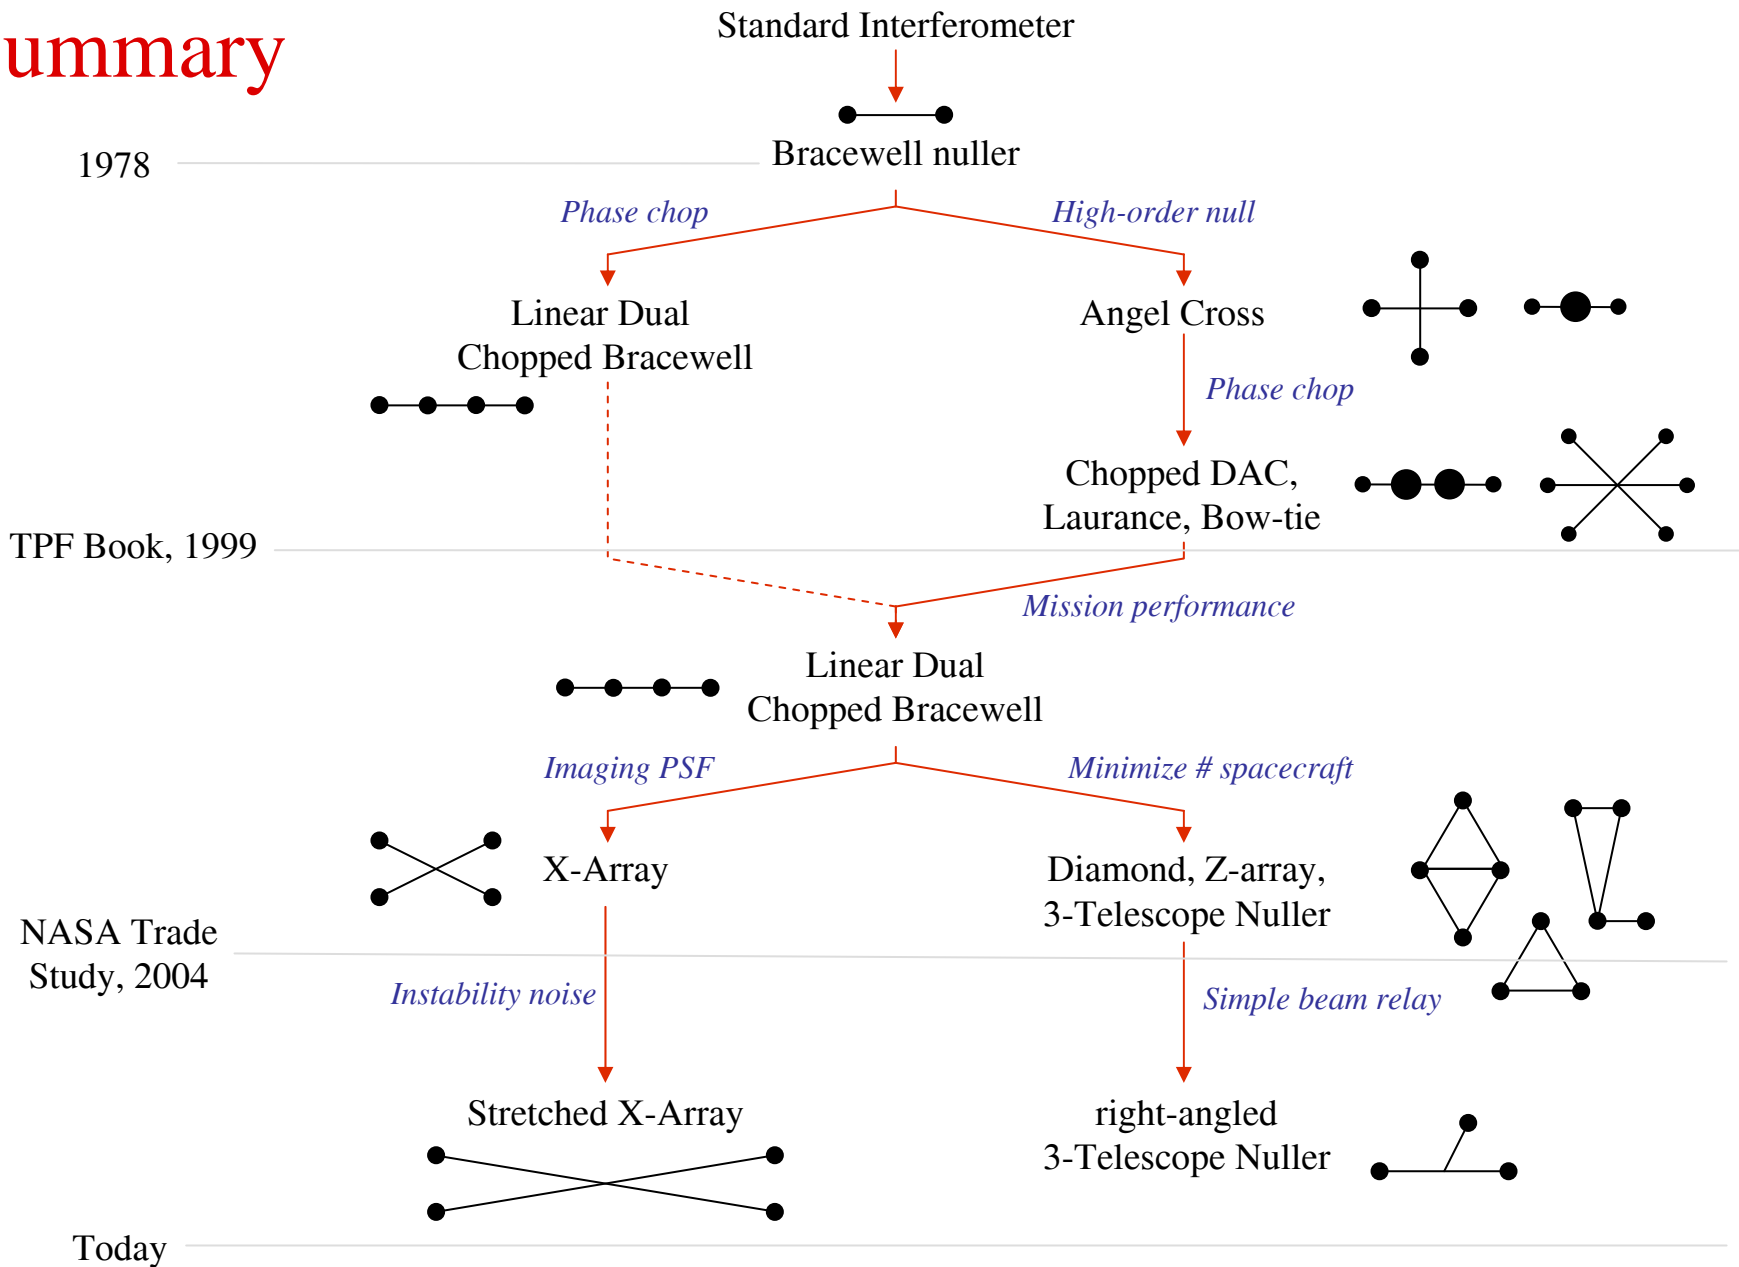 ummary
Standard Interferometer
Bracewell nuller
1978
Phase chop
High-order null
Linear Dual
Chopped Bracewell
Angel Cross
Phase chop
Chopped DAC,
Laurance, Bow-tie
TPF Book, 1999
Mission performance
Linear Dual
Chopped Bracewell
Imaging PSF
Minimize # spacecraft
X-Array
Diamond, Z-array,
3-Telescope Nuller
NASA Trade
Study, 2004
Instability noise
Simple beam relay
Stretched X-Array
right-angled
3-Telescope Nuller
Today